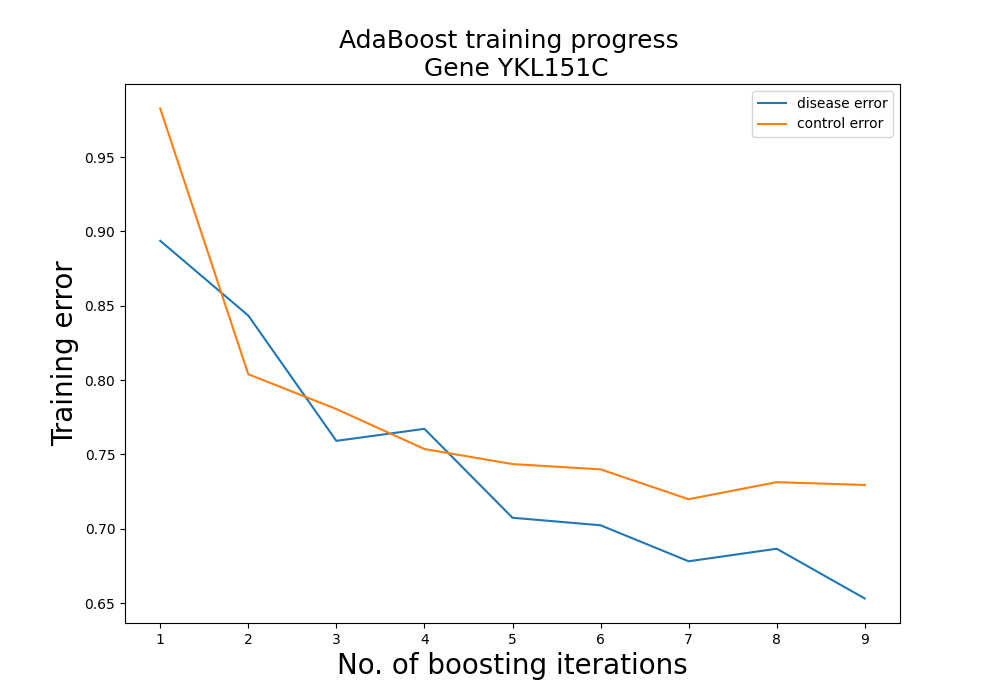 AdaBoost training progress
Gene YKL151C
disease error
control error
Training error
0.95
0.90
0.85
0.80
0.75
0.70
0.65
1 2 3 4 5 6 7 8 9
No. of boosting iterations